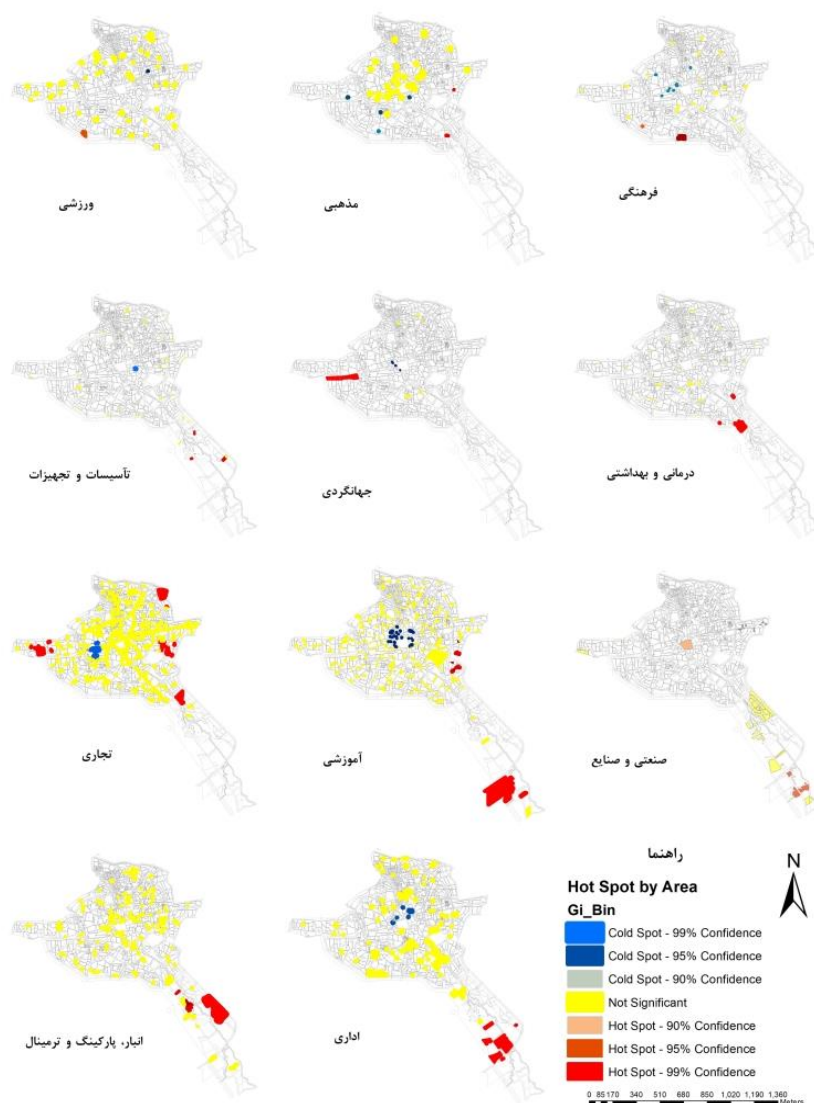 ورزشی
مذهبی
فرهنگی
تآسیسات و تجهیزات
جهانگردی
درمانی و بهداشتی
تجاری
آموزشی
صنعتی و صنایع
انبار، پارکینگ و ترمینال
اداری
راهنما
N
Hot Spot by Area
Gi_Bin
Cold Spot - 99% Confidence
Cold Spot - 95% Confidence
Cold Spot - 90% Confidence
Not Significant
Hot Spot - 90% Confidence
Hot Spot - 95% Confidence
Hot Spot - 99% Confidence
0 85 170 340 510 680 850 1,020 1,190 1,360
Meters